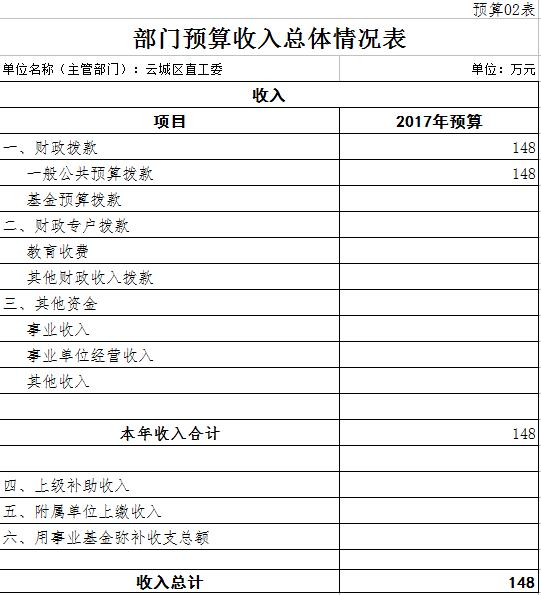 预算02表
部门预算收入总体情况表
单位名称（主管部门）：云城区直工委 单位：万元
收入
项目 2017年预算
一、财政拨款 148
一般公共预算拨款 148
基金预算拨款
二、财政专户拨款
教育收费
其他财政收入拨款
三、其他资金
事业收入
事业单位经营收入
其他收入
本年收入合计 148
四、上级补助收入
五、附属单位上缴收入
六、用事业基金弥补收支总额
收入总计 148